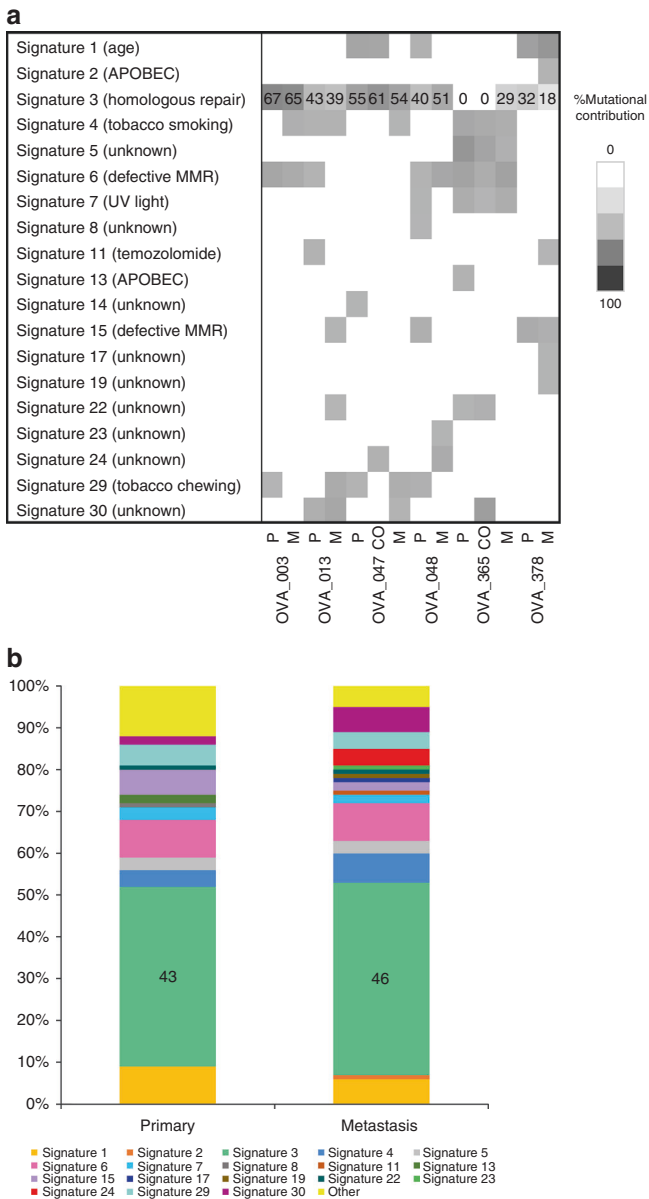 a
Signature 1 (age)
Signature 2 (APOBEC)
Signature 3 (homologous repair) 67 65 43 39 55 61 54 40 51 0 0 29 32 18
Signature 4 (tobacco smoking)
Signature 5 (unknown)
Signature 6 (defective MMR)
Signature 7 (UV light)
Signature 8 (unknown)
Signature 11 (temozolomide)
Signature 13 (APOBEC)
Signature 14 (unknown)
Signature 15 (defective MMR)
Signature 17 (unknown)
Signature 19 (unknown)
Signature 22 (unknown)
Signature 23 (unknown)
Signature 24 (unknown)
Signature 29 (tobacco chewing)
Signature 30 (unknown)
%Mutational
contribution
0
100
P M P M P CO M P M P CO M P M
OVA_003 OVA_013 OVA_047 OVA_048 OVA_365 OVA_378
b
100%
90%
80%
70%
60%
50%
40%
30%
20%
10%
0%
43
46
Primary Metastasis
Signature 1 Signature 2 Signature 3 Signature 4 Signature 5
Signature 6 Signature 7 Signature 8 Signature 11 Signature 13
Signature 15 Signature 17 Signature 19 Signature 22 Signature 23
Signature 24 Signature 29 Signature 30 Other